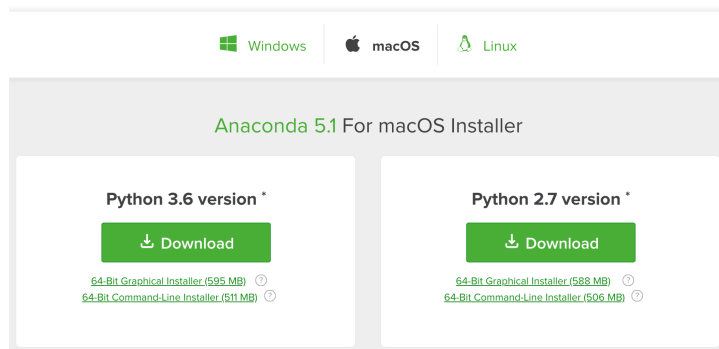 Windows
macOS
Linux
Anaconda 5.1 For macOS Installer
Python 3.6 version *
Download
64-Bit Graphical Installer (595 MB) ?
64-Bit Command-Line Installer (511 MB) ?
Python 2.7 version *
Download
64-Bit Graphical Installer (588 MB) ?
64-Bit Command-Line Installer (506 MB) ?